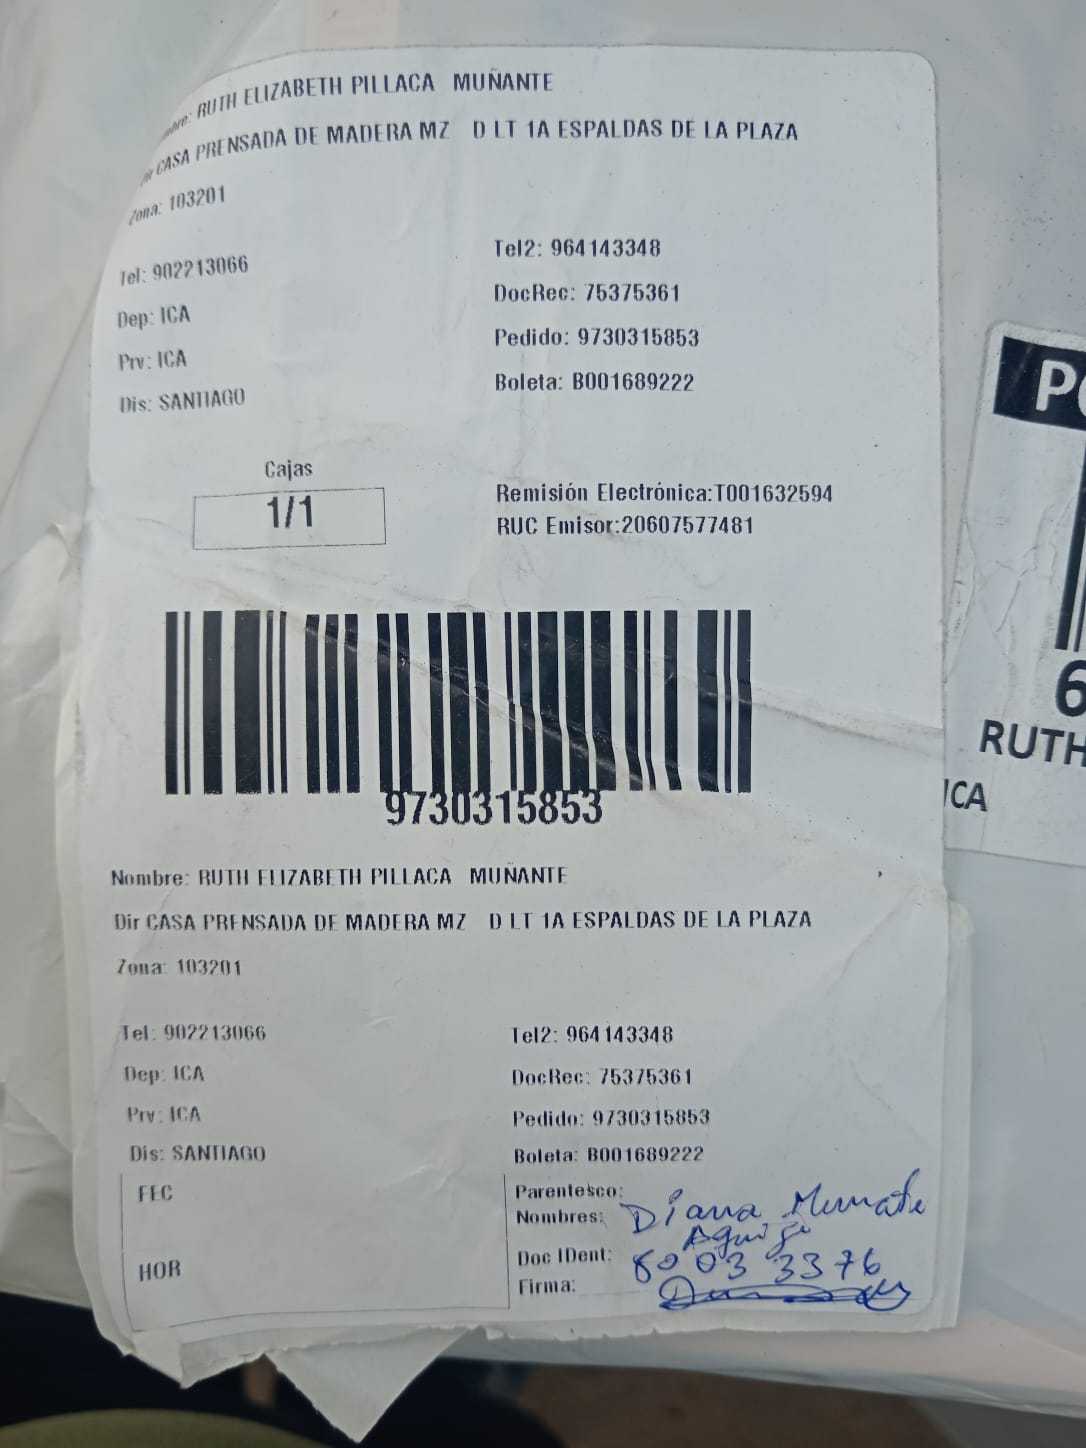 mbre: RUTH ELIZABETH PILLACA MUÑANTE
Dir CASA PRENSADA DE MADERA MZ D LT 1A ESPALDAS DE LA PLAZA
Zona: 103201
Tel: 902213066
Tel2: 964143348
Dep: ICA
DocRec: 75375361
Prv: ICA
Pedido: 9730315853
Dis: SANTIAGO
Boleta: B001689222
Cajas
1/1
Remisión Electrónica:T001632594
RUC Emisor:20607577481
9730315853
Nombre: RUTH ELIZABETH PILLACA MUÑANTE
Dir CASA PRENSADA DE MADERA MZ D LT 1A ESPALDAS DE LA PLAZA
Zona: 103201
Tel: 902213066
Tel2: 964143348
Dep: ICA
DocRec: 75375361
Prv: ICA
Pedido: 9730315853
Dis: SANTIAGO
Boleta: B001689222
FEC
HOR
Parentesco:
Nombres: Diana
Doc IDent: 80033376
Firma:
6
RUTH
ICA